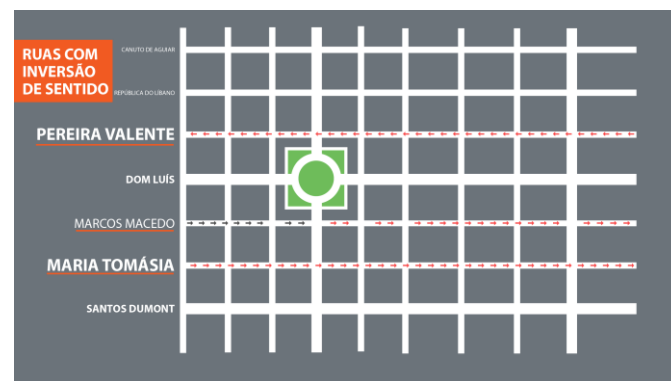 RUAS COM
INVERSÃO
DE SENTIDO
CANUTO DE AGUIAR
REPÚBLICA DO LÍBANO
PEREIRA VALENTE
DOM LUÍS
MARCOS MACEDO
MARIA TOMÁSIA
SANTOS DUMONT